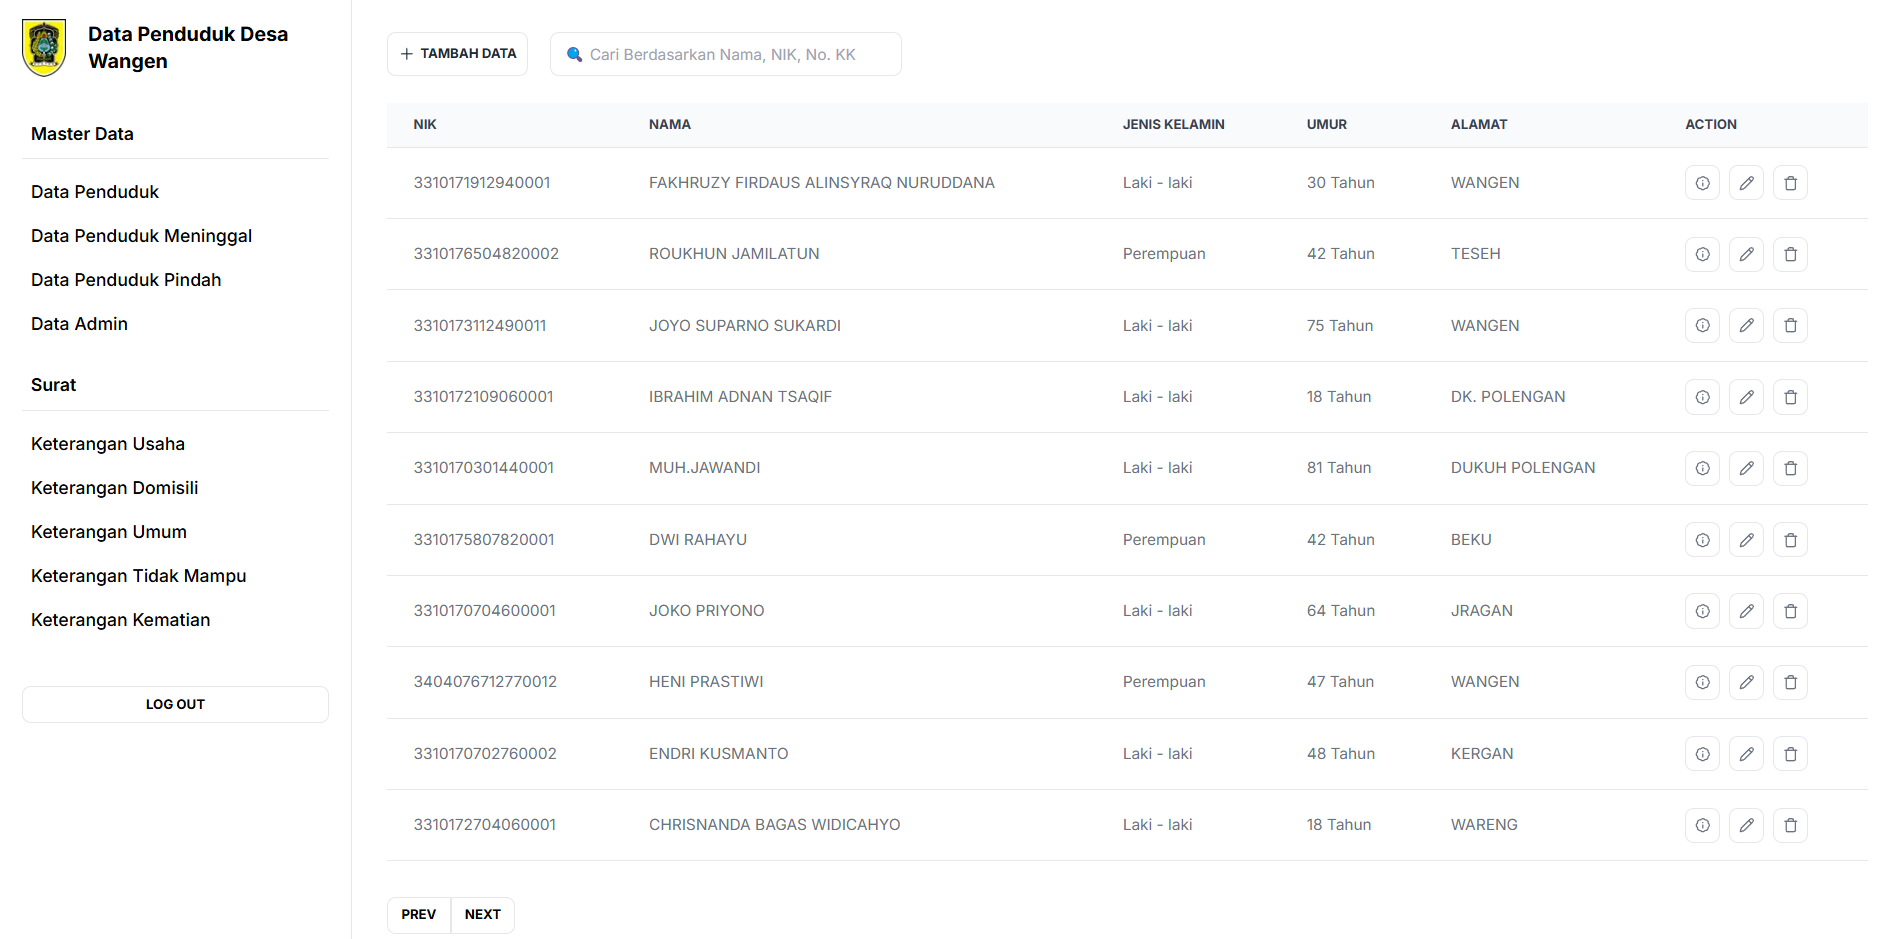 Data Penduduk Desa
Wangen
Master Data
Data Penduduk
Data Penduduk Meninggal
Data Penduduk Pindah
Data Admin
Surat
Keterangan Usaha
Keterangan Domisili
Keterangan Umum
Keterangan Tidak Mampu
Keterangan Kematian
LOG OUT
TAMBAH DATA
Cari Berdasarkan Nama, NIK, No. KK
NIK NAMA JENIS KELAMIN UMUR ALAMAT ACTION
3310171912940001 FAKHRUZY FIRDAUS ALINSYRAQ NURUDDANA Laki - laki 30 Tahun WANGEN
3310176504820002 ROUKHUN JAMILATUN Perempuan 42 Tahun TESEH
3310173112490011 JOYO SUPARNO SUKARDI Laki - laki 75 Tahun WANGEN
3310172109060001 IBRAHIM ADNAN TSAQIF Laki - laki 18 Tahun DK. POLENGAN
3310170301440001 MUH.JAWANDI Laki - laki 81 Tahun DUKUH POLENGAN
3310175807820001 DWI RAHAYU Perempuan 42 Tahun BEKU
3310170704600001 JOKO PRIYONO Laki - laki 64 Tahun JRAGAN
3404076712770012 HENI PRASTIWI Perempuan 47 Tahun WANGEN
3310170702760002 ENDRI KUSMANTO Laki - laki 48 Tahun KERGAN
3310172704060001 CHRISNANDA BAGAS WIDICAHYO Laki - laki 18 Tahun WARENG
PREV NEXT